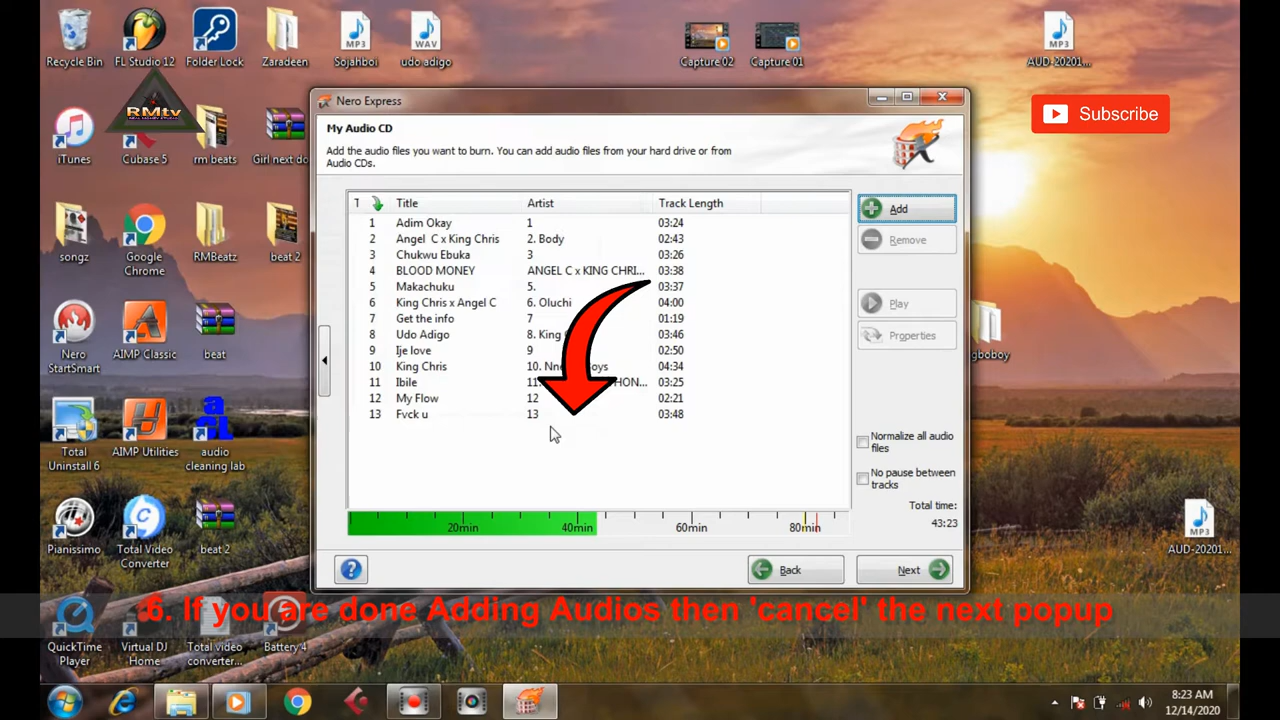 Recycle Bin
FL Studio 12
Folder Lock
Zaradeen
Sojahboi
udo adigo
Capture 02
Capture 01
AUD-20201...
MP3
WAV
MP3
RMtv
Subscribe
iTunes
Cubase 5
rm beats
Girl next do
songz
Google
Chrome
RMBeatz
beat 2
Nero
StartSmart
AIMP Classic
beat
gboboy
Total
Uninstall 6
AIMP Utilities
audio
cleaning lab
Pianissimo
Total Video
Converter
beat 2
MP3
AUD-20201...
Nero Express
My Audio CD
Add the audio files you want to burn. You can add audio files from your hard drive or from
Audio CDs.
T Title Artist Track Length
1 Adim Okay 1 03:24
2 Angel C x King Chris 2. Body 02:43
3 Chukwu Ebuka 3 03:26
4 BLOOD MONEY ANGEL C x KING CHRI... 03:38
5 Makachuku 5. 03:37
6 King Chris x Angel C 6. Oluchi 04:00
7 Get the info 7 01:19
8 Udo Adigo 8. King 03:46
9 Ije love 9 02:50
10 King Chris 10. 04:34
11 Ibile 11 HON... 03:25
12 My Flow 12 02:21
13 Fvck u 13 03:48
Add
Remove
Play
Properties
Normalize all audio
files
No pause between
tracks
Total time:
43:23
20min 40min 60min 80min
Back
Next
6. If you are done Adding Audios then 'cancel' the next popup
QuickTime
Player
Virtual DJ
Home
Total video
converter...
Battery 4
8:23 AM
12/14/2020